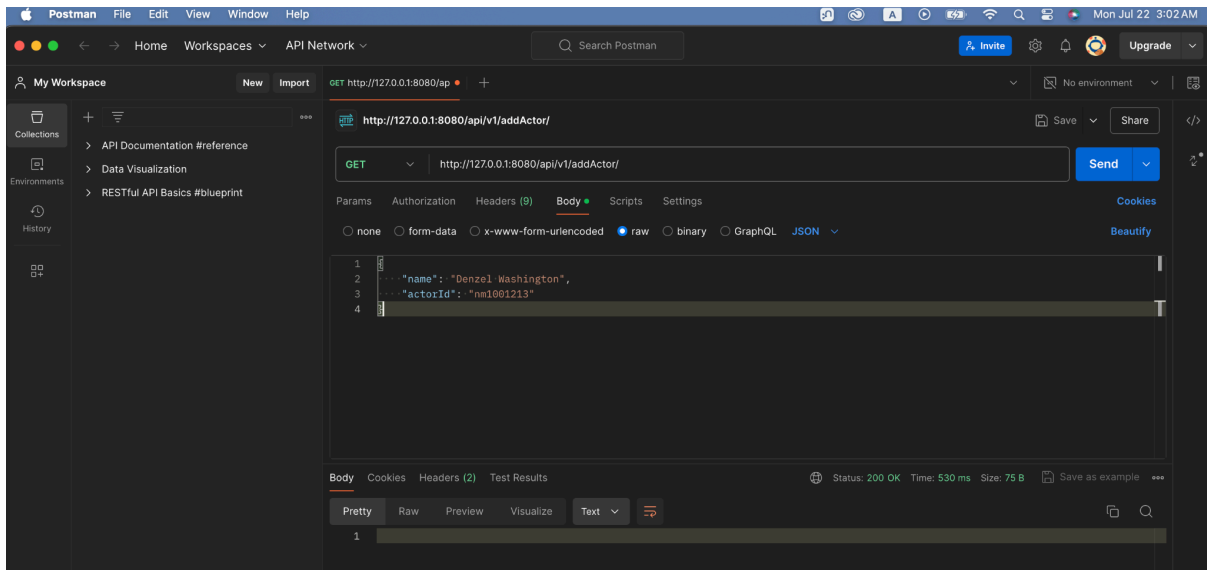 Postman File Edit View Window Help A Mon Jul 22 3:02 AM
Home Workspaces API Network Search Postman Invite Upgrade
My Workspace New Import GET http://127.0.0.1:8080/ap No environment
Collections
Environments
History
API Documentation #reference
Data Visualization
RESTful API Basics #blueprint
HTTP http://127.0.0.1:8080/api/v1/addActor/ Save Share
GET http://127.0.0.1:8080/api/v1/addActor/ Send
Params Authorization Headers (9) Body Scripts Settings Cookies
none form-data x-www-form-urlencoded raw binary GraphQL JSON Beautify
1 {
2 "name": "Denzel Washington",
3 "actorId": "nm1001213"
4 }
Body Cookies Headers (2) Test Results Status: 200 OK Time: 530 ms Size: 75 B Save as example
Pretty Raw Preview Visualize Text
1